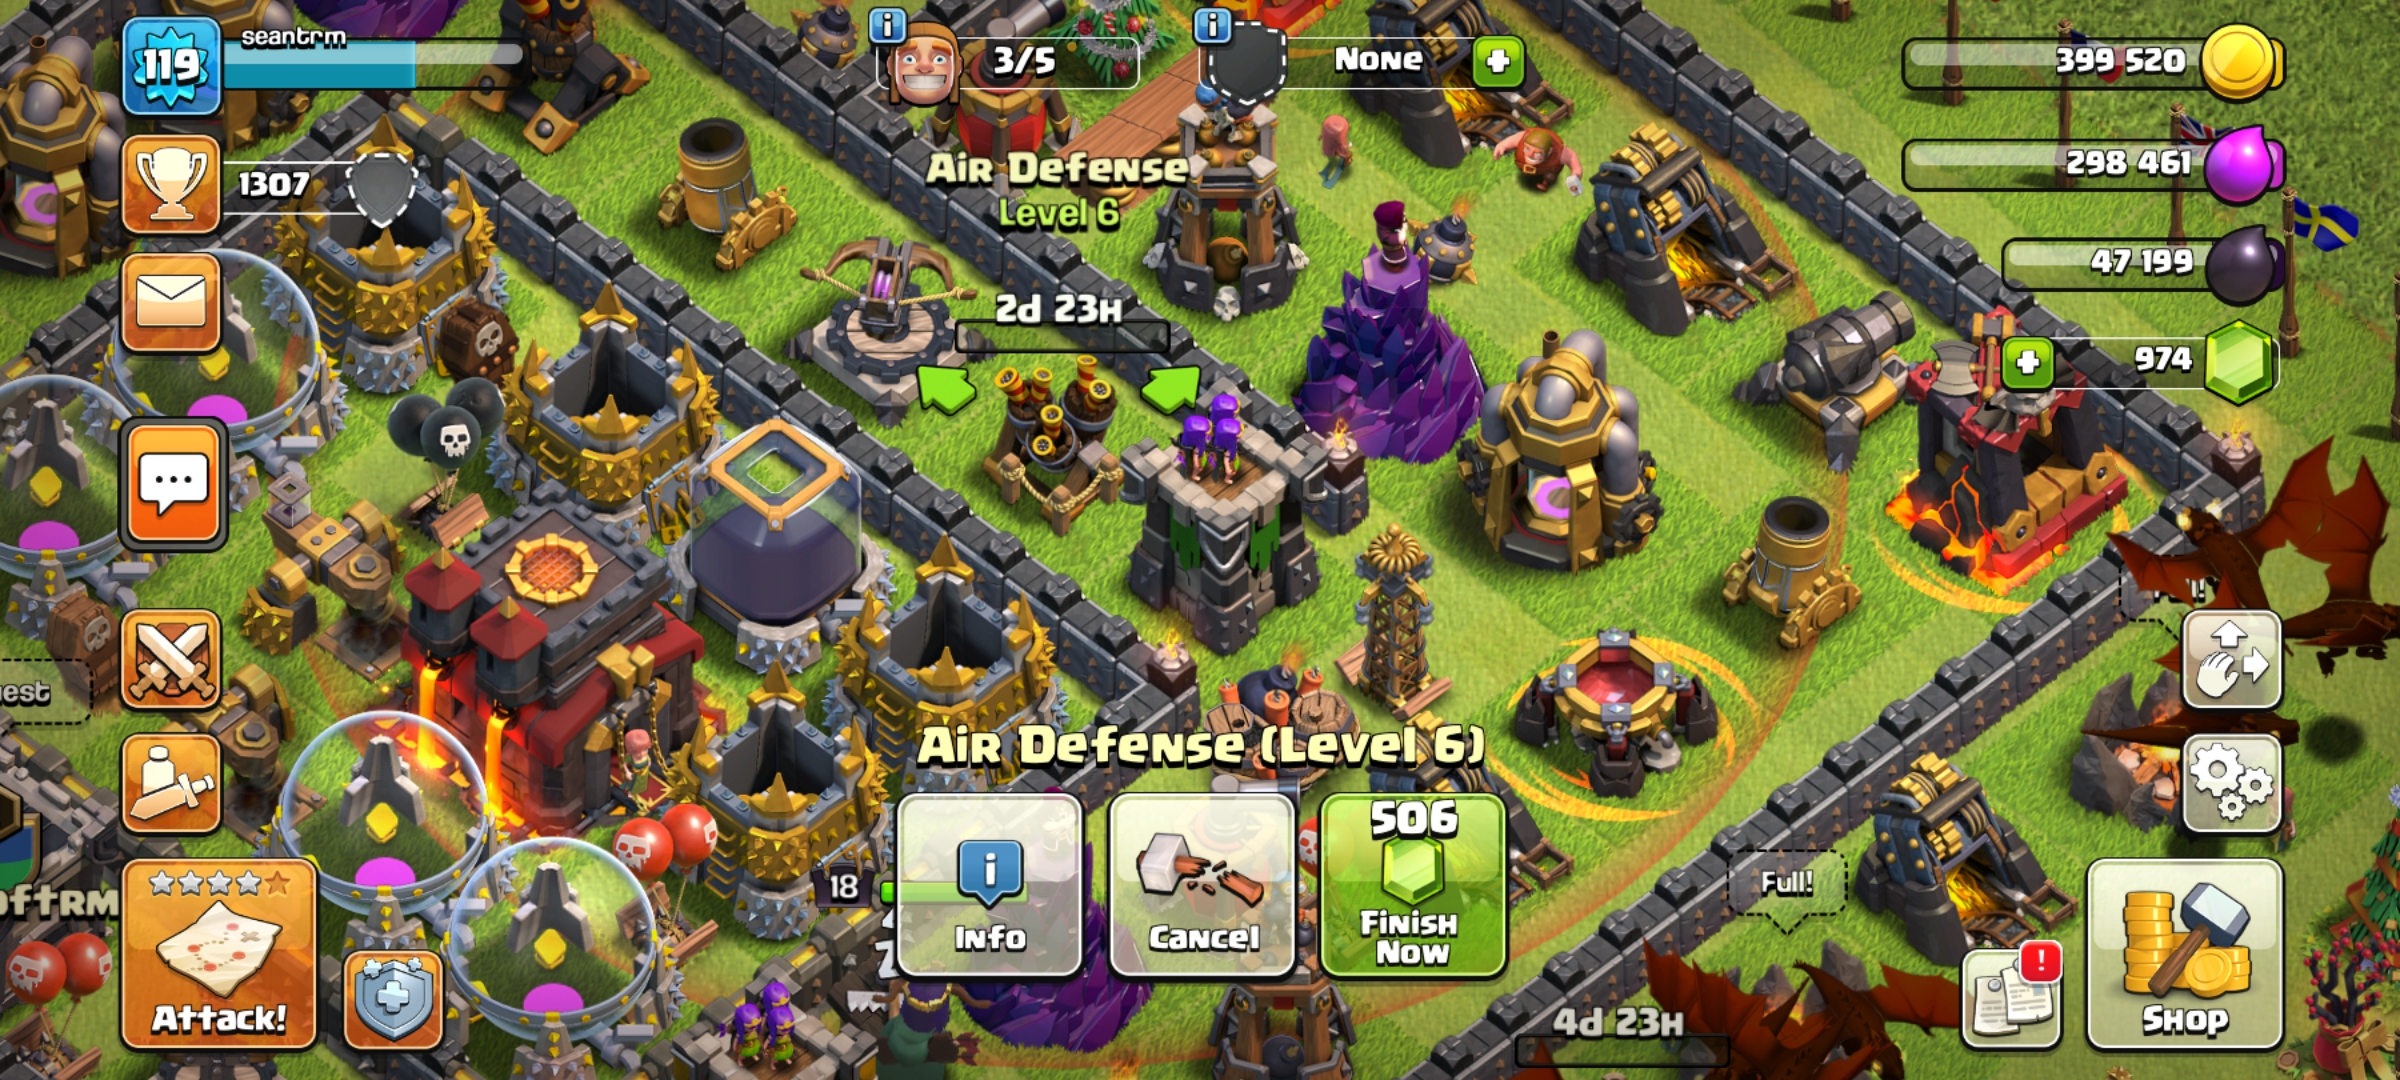 119
seantrm
3/5
None
399 520
1307
Air Defense
Level 6
298 461
47 199
2d 23H
974
Air Defense (Level 6)
506
Info
Cancel
Finish
Now
18
Full!
Attack!
4d 23H
!
Shop